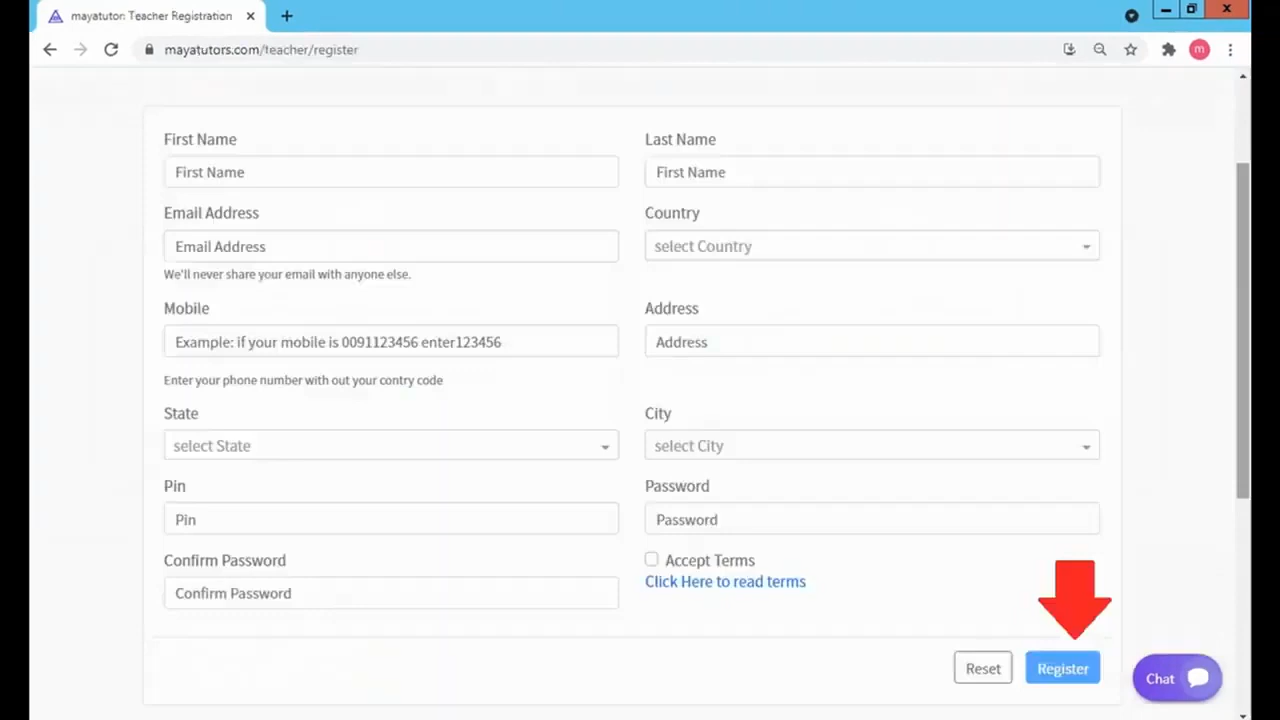 mayatutor: Teacher Registration
mayatutors.com/teacher/register
m
First Name
Last Name
First Name
First Name
Email Address
Country
Email Address
select Country
We'll never share your email with anyone else.
Mobile
Address
Example: if your mobile is 0091123456 enter123456
Address
Enter your phone number with out your contry code
State
City
select State
select City
Pin
Password
Pin
Password
Confirm Password
Accept Terms
Click Here to read terms
Confirm Password
Reset
Register
Chat